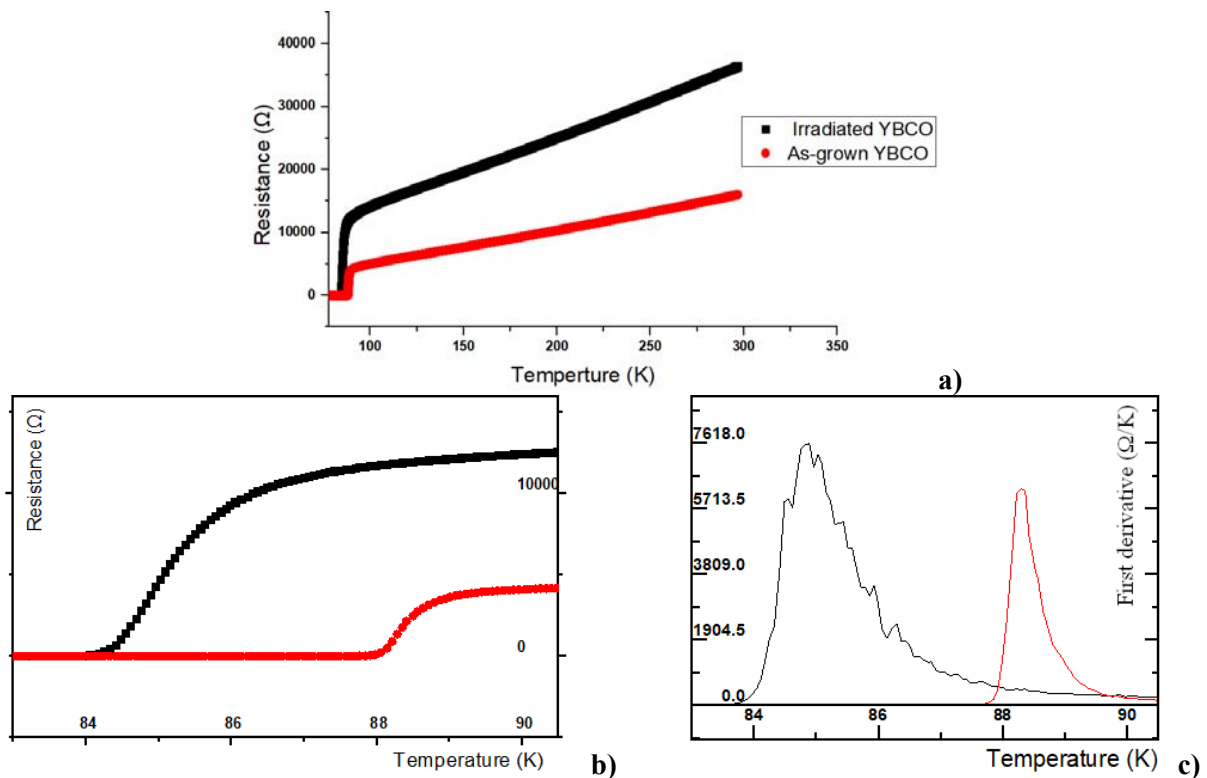 40000
30000
20000
10000
0
Resistance (Ω)
Irradiated YBCO
As-grown YBCO
100 150 200 250 300 350
Temperture (K)
a)
Resistance (Ω)
10000
0
84 86 88 90
Temperature (K)
b)
7618.0
5713.5
3809.0
1904.5
0.0
First derivative (Ω/K)
84 86 88 90
Temperature (K)
c)